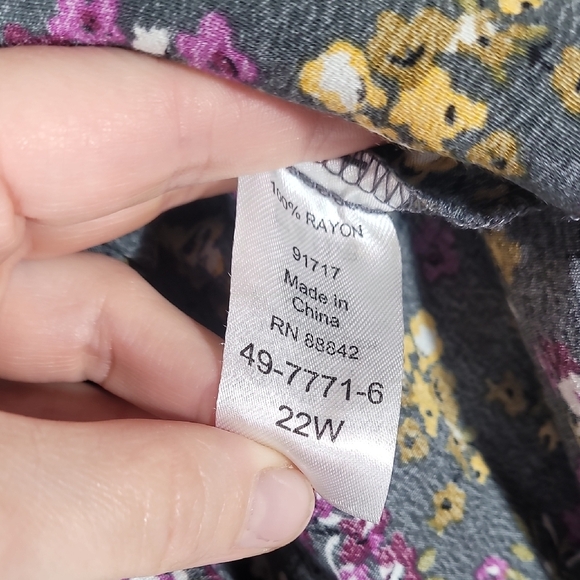 100% RAYON
91717
Made in
China
RN 88842
49-7771-6
22W